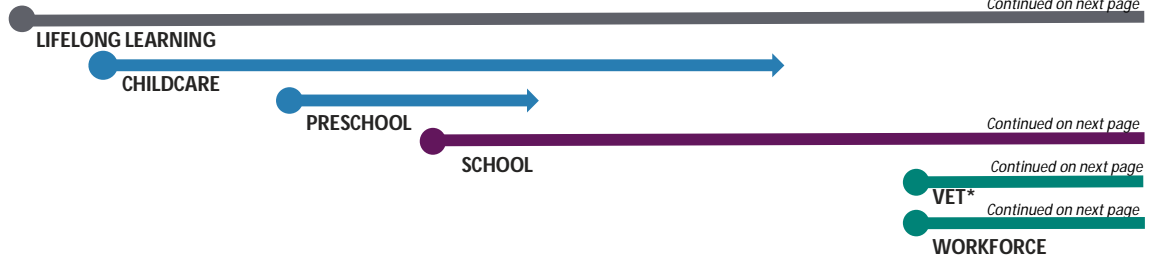 Continued on next page
LIFELONG LEARNING
CHILDCARE
PRESCHOOL
Continued on next page
SCHOOL
Continued on next page
VET*
Continued on next page
WORKFORCE